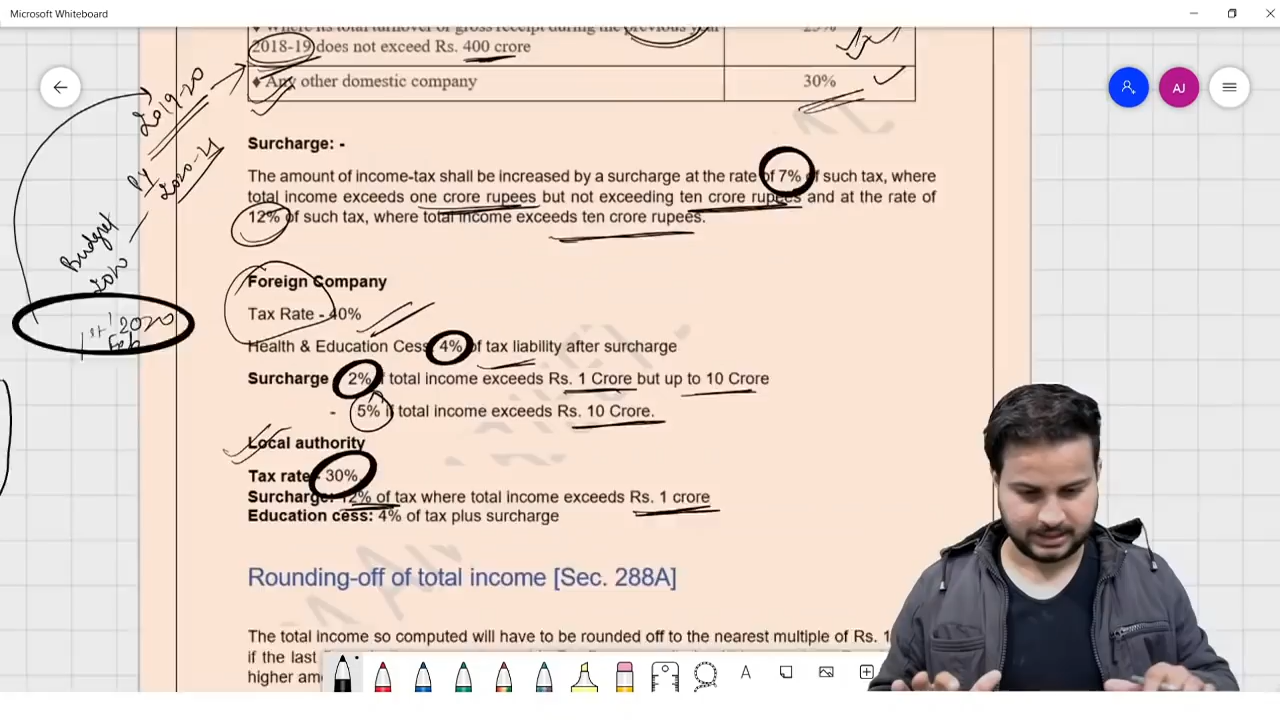 Microsoft Whiteboard
2018-19 does not exceed Rs. 400 crore
♦ Any other domestic company 30%
2019-20
PY
2020-21
Budget
2020
1st 2020
Feb
AJ
Surcharge: -
The amount of income-tax shall be increased by a surcharge at the rate of 7% of such tax, where
total income exceeds one crore rupees but not exceeding ten crore rupees and at the rate of
12% of such tax, where total income exceeds ten crore rupees.
Foreign Company
Tax Rate - 40%
Health & Education Cess 4% of tax liability after surcharge
Surcharge 2% if total income exceeds Rs. 1 Crore but up to 10 Crore
- 5% if total income exceeds Rs. 10 Crore.
Local authority
Tax rate - 30%
Surcharge: 12% of tax where total income exceeds Rs. 1 crore
Education cess: 4% of tax plus surcharge
Rounding-off of total income [Sec. 288A]
The total income so computed will have to be rounded off to the nearest multiple of Rs. 1
if the last
higher am
A